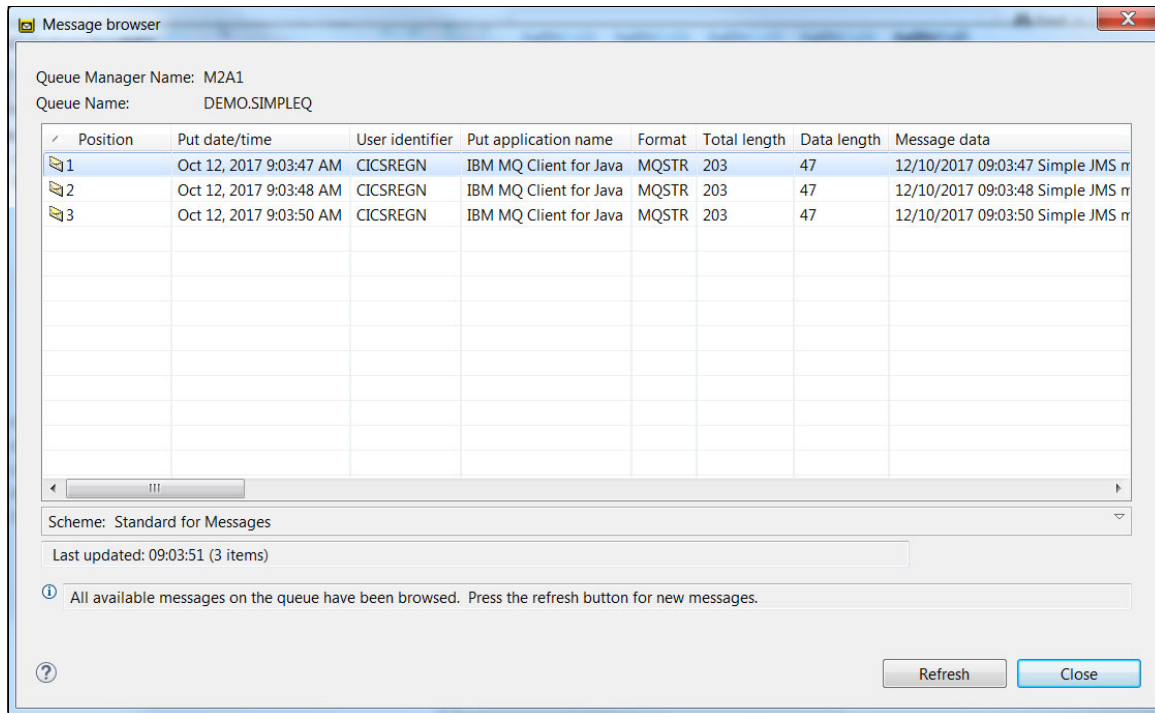 Message browser
Queue Manager Name: M2A1
Queue Name: DEMO.SIMPLEQ
Position Put date/time User identifier Put application name Format Total length Data length Message data
1 Oct 12, 2017 9:03:47 AM CICSREGN IBM MQ Client for Java MQSTR 203 47 12/10/2017 09:03:47 Simple JMS m
2 Oct 12, 2017 9:03:48 AM CICSREGN IBM MQ Client for Java MQSTR 203 47 12/10/2017 09:03:48 Simple JMS m
3 Oct 12, 2017 9:03:50 AM CICSREGN IBM MQ Client for Java MQSTR 203 47 12/10/2017 09:03:50 Simple JMS m
Scheme: Standard for Messages
Last updated: 09:03:51 (3 items)
All available messages on the queue have been browsed. Press the refresh button for new messages.
Refresh Close